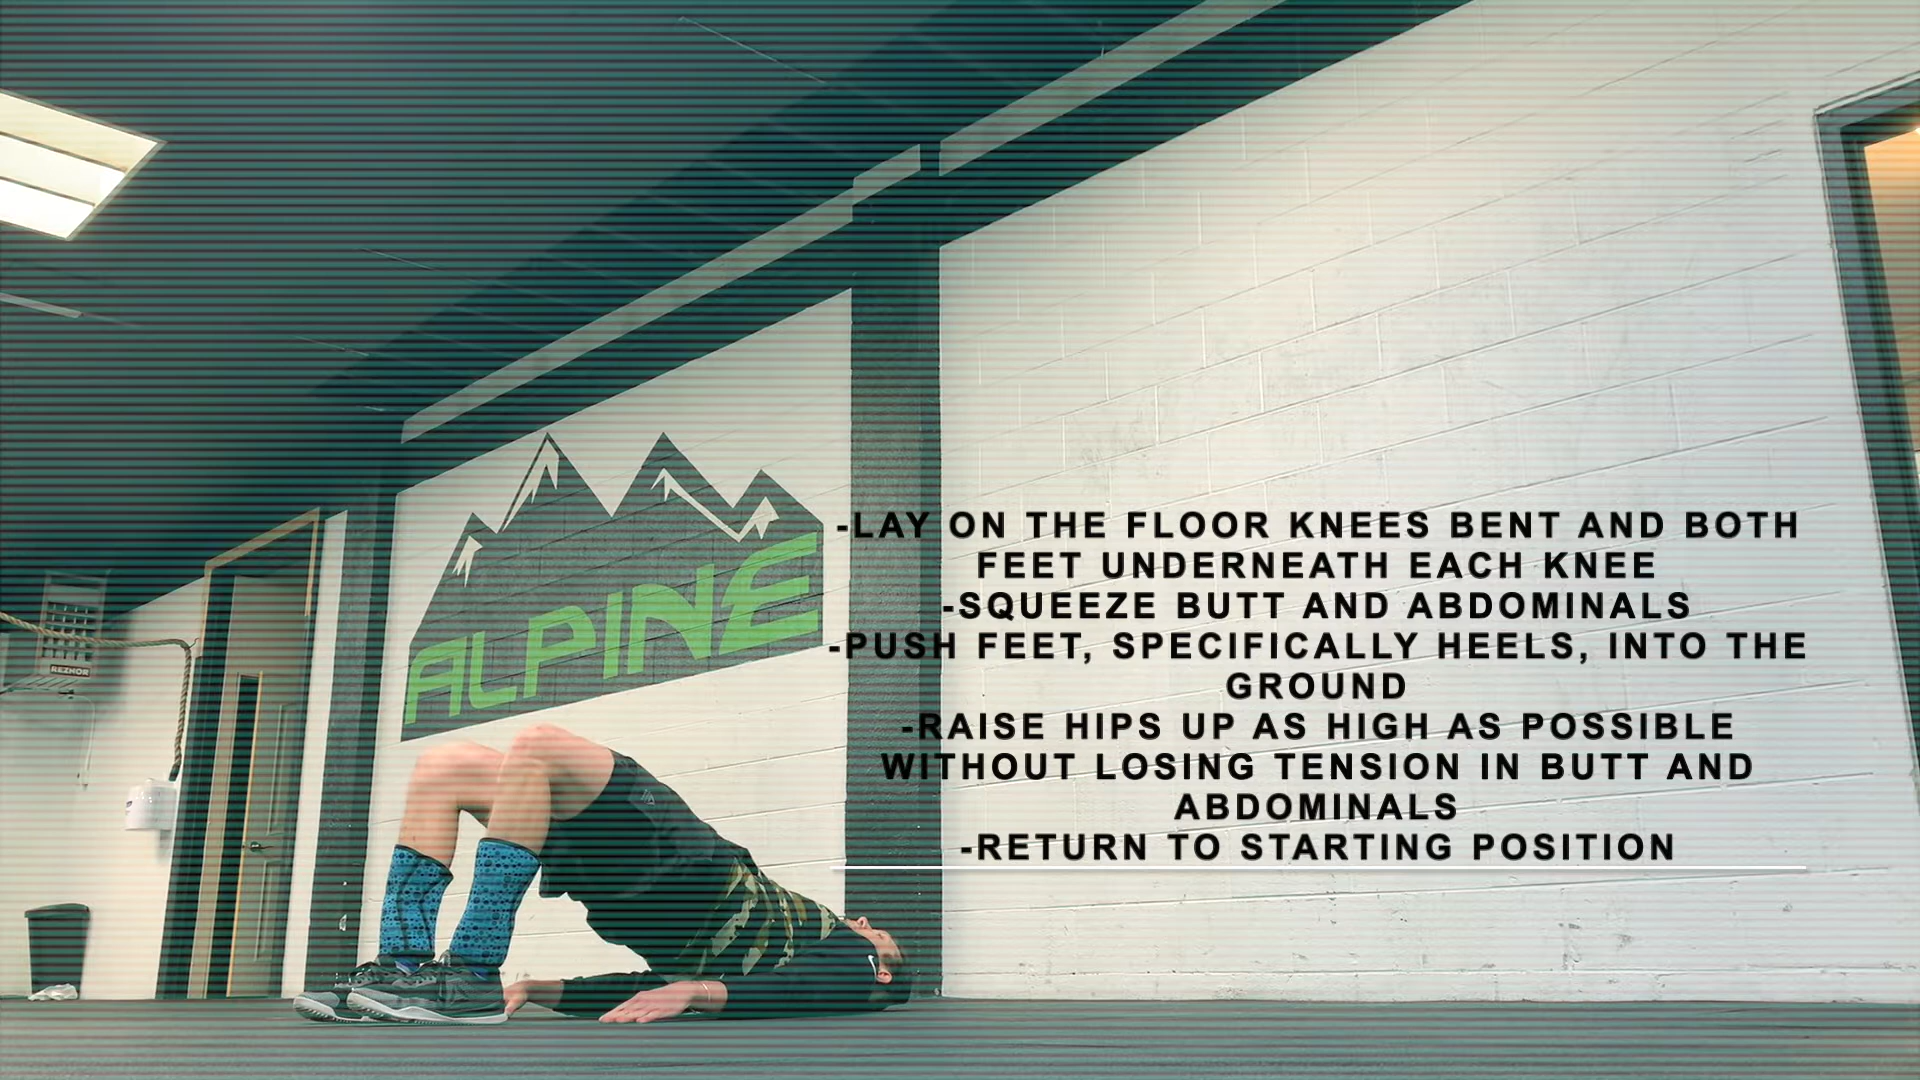 -LAY ON THE FLOOR KNEES BENT AND BOTH
FEET UNDERNEATH EACH KNEE
-SQUEEZE BUTT AND ABDOMINALS
-PUSH FEET, SPECIFICALLY HEELS, INTO THE
GROUND
-RAISE HIPS UP AS HIGH AS POSSIBLE
WITHOUT LOSING TENSION IN BUTT AND
ABDOMINALS
-RETURN TO STARTING POSITION
ALPINE
REZNOR